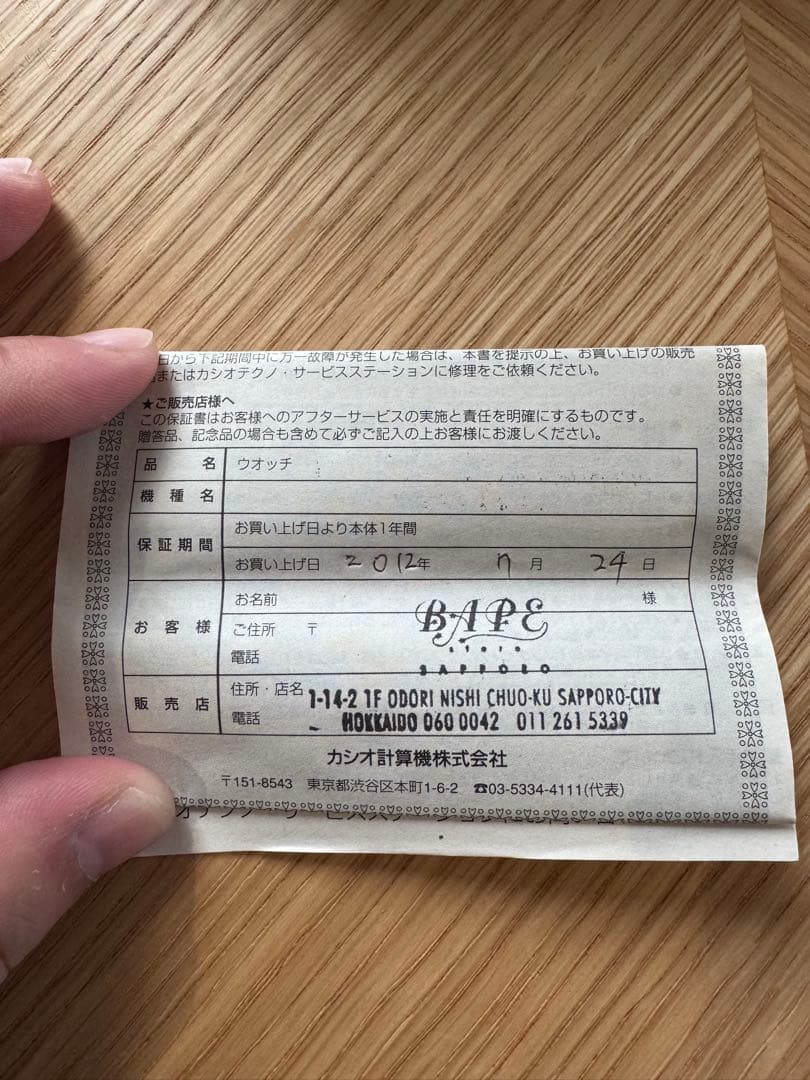 日から下記期間中に万一故障が発生した場合は、本書を提示の上、お買い上げの販売
またはカシオテクノ・サービスステーションに修理をご依頼ください。
★ご販売店様へ
この保証書はお客様へのアフターサービスの実施と責任を明確にするものです。
贈答品、記念品の場合も含めて必ずご記入の上お客様にお渡しください。
品名 ウオッチ
機種名
保証期間 お買い上げ日より本体1年間
お買い上げ日 2012年 7月 24日
お客様 お名前 様
ご住所 〒
電話
BAPE
store
SAPPORO
販売店 住所・店名
電話
1-14-2 1F ODORI NISHI CHUO-KU SAPPORO-CITY
HOKKAIDO 060 0042 011 261 5339
カシオ計算機株式会社
〒151-8543 東京都渋谷区本町1-6-2 ☎03-5334-4111(代表)